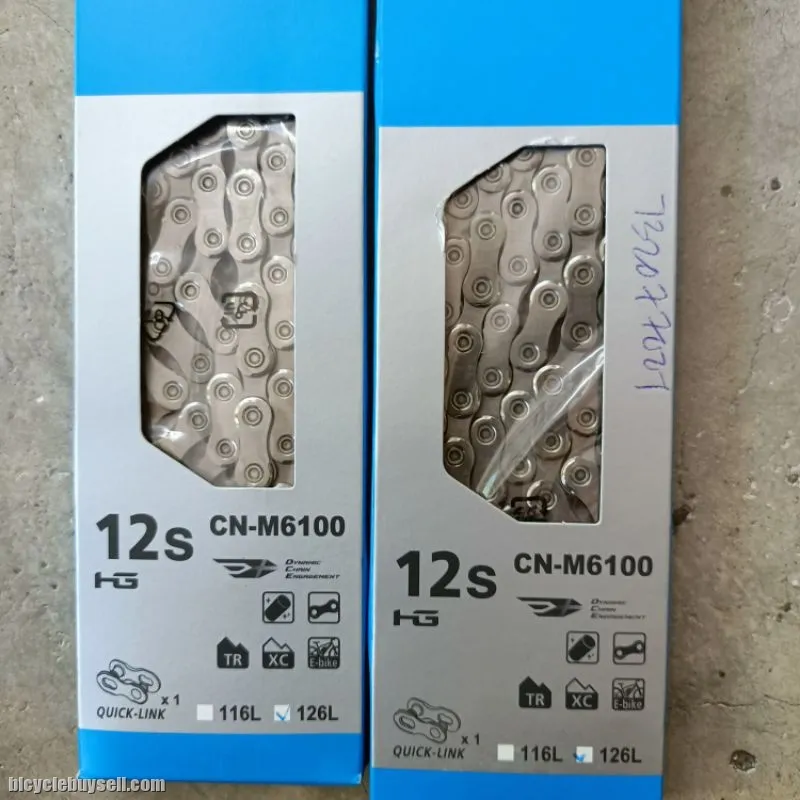 12s CN-M6100
HG
DYNAMIC
CHAIN
ENGAGEMENT
TR XC E-bike
x 1
QUICK-LINK 116L 126L
12s CN-M6100
HG
DYNAMIC
CHAIN
ENGAGEMENT
TR XC E-bike
x 1
QUICK-LINK 116L 126L
bicyclebuysell.com